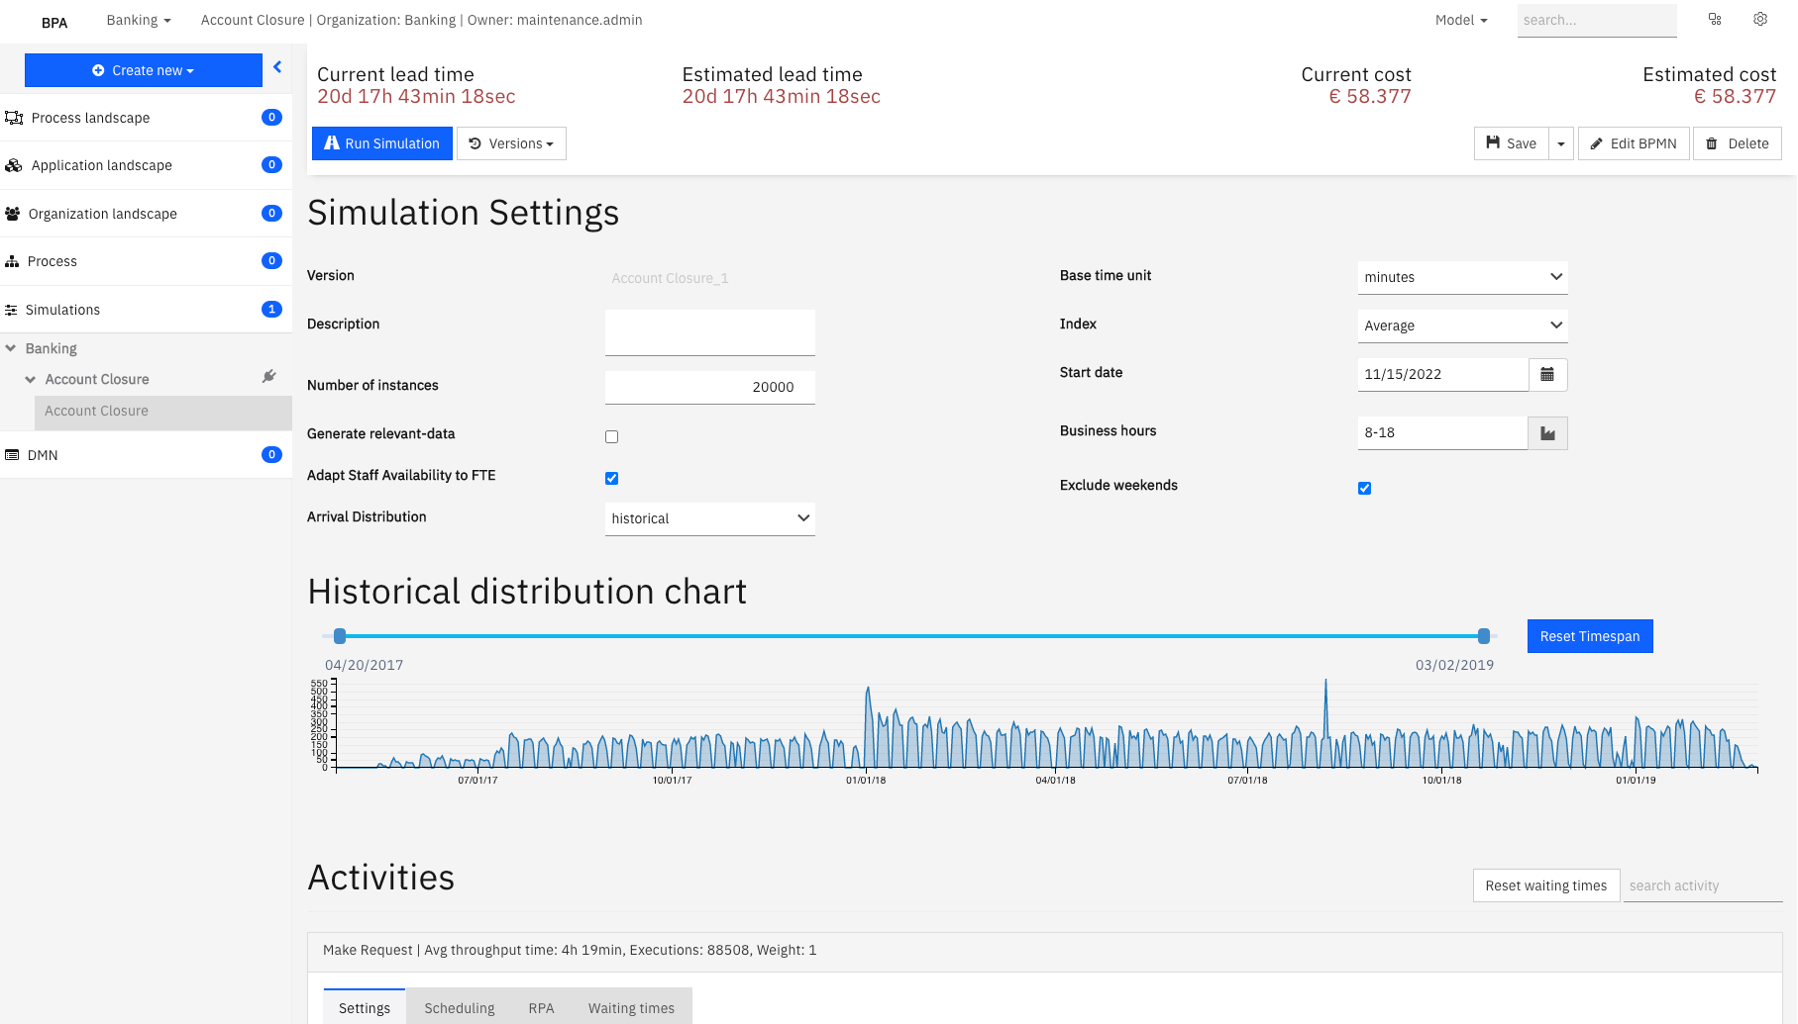 BPA
Banking
Account Closure | Organization: Banking | Owner: maintenance.admin
Model
search...
Create new
Process landscape 0
Application landscape 0
Organization landscape 0
Process 0
Simulations 1
Banking
Account Closure
Account Closure
DMN 0
Current lead time
20d 17h 43min 18sec
Estimated lead time
20d 17h 43min 18sec
Current cost
€ 58.377
Estimated cost
€ 58.377
Run Simulation
Versions
Save
Edit BPMN
Delete
Simulation Settings
Version
Account Closure_1
Description
Number of instances
20000
Generate relevant-data
Adapt Staff Availability to FTE
Arrival Distribution
historical
Base time unit
minutes
Index
Average
Start date
11/15/2022
Business hours
8-18
Exclude weekends
Historical distribution chart
Reset Timespan
04/20/2017
03/02/2019
550
500
450
400
350
300
250
200
150
100
50
0
07/01/17
10/01/17
01/01/18
04/01/18
07/01/18
10/01/18
01/01/19
Activities
Reset waiting times
search activity
Make Request | Avg throughput time: 4h 19min, Executions: 88508, Weight: 1
Settings
Scheduling
RPA
Waiting times